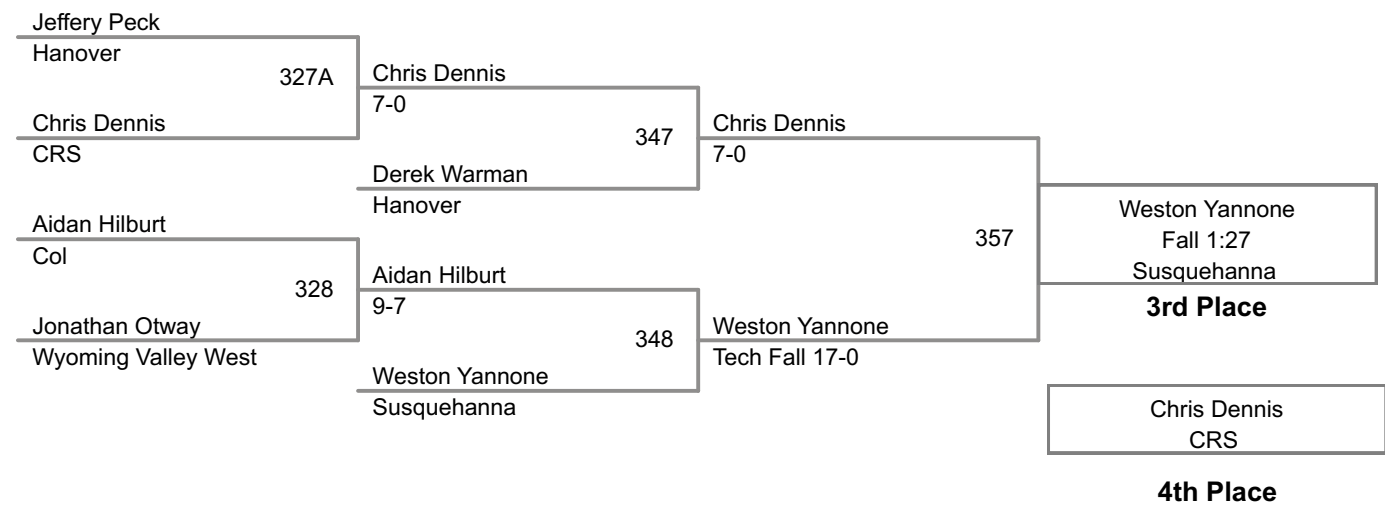 Jeffery Peck
Hanover
327A
Chris Dennis
CRS
Aidan Hilburt
Col
328
Jonathan Otway
Wyoming Valley West
Chris Dennis
7-0
347
Derek Warman
Hanover
Aidan Hilburt
9-7
348
Weston Yannone
Susquehanna
Chris Dennis
7-0
357
Weston Yannone
Tech Fall 17-0
Weston Yannone
Fall 1:27
Susquehanna
3rd Place
Chris Dennis
CRS
4th Place